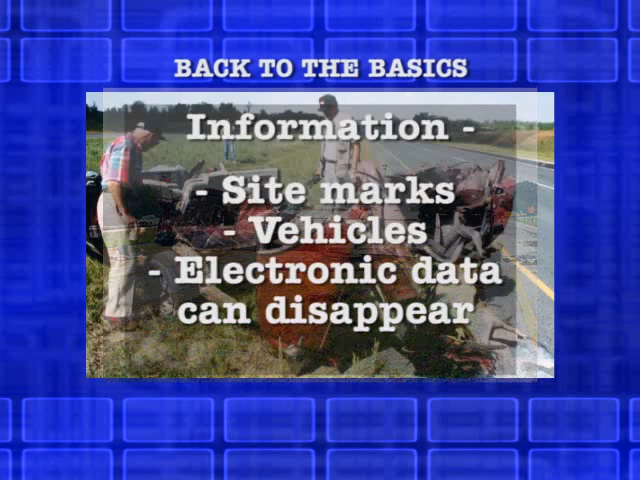 BACK TO THE BASICS
Information -
- Site marks
- Vehicles
- Electronic data
can disappear